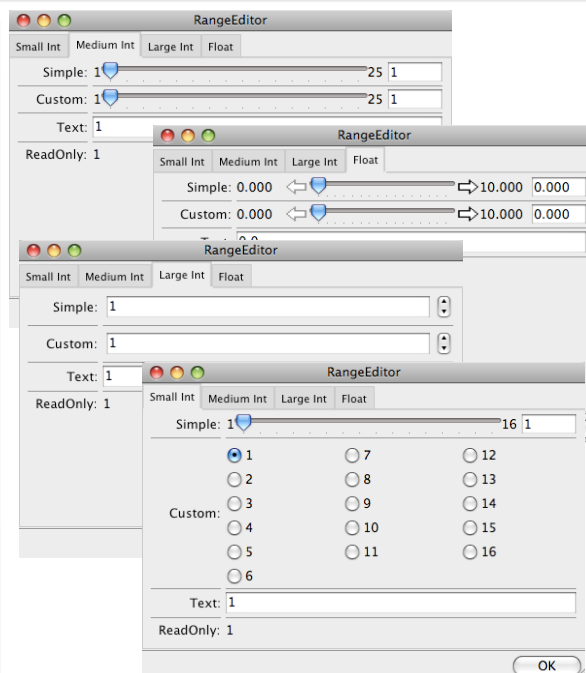 RangeEditor
Small Int Medium Int Large Int Float
Simple: 1 25 1
Custom: 1 25 1
Text: 1
ReadOnly: 1
RangeEditor
Small Int Medium Int Large Int Float
Simple: 0.000 10.000 0.000
Custom: 0.000 10.000 0.000
RangeEditor
Small Int Medium Int Large Int Float
Simple: 1
Custom: 1
Text: 1
ReadOnly: 1
RangeEditor
Small Int Medium Int Large Int Float
Simple: 1 16 1
Custom:
1 7 12
2 8 13
3 9 14
4 10 15
5 11 16
6
Text: 1
ReadOnly: 1
OK